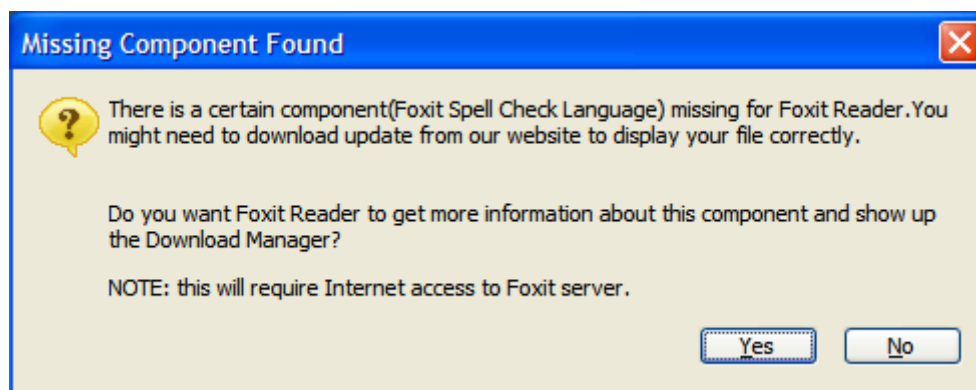 Missing Component Found
There is a certain component(Foxit Spell Check Language) missing for Foxit Reader.You
might need to download update from our website to display your file correctly.
Do you want Foxit Reader to get more information about this component and show up
the Download Manager?
NOTE: this will require Internet access to Foxit server.
Yes No